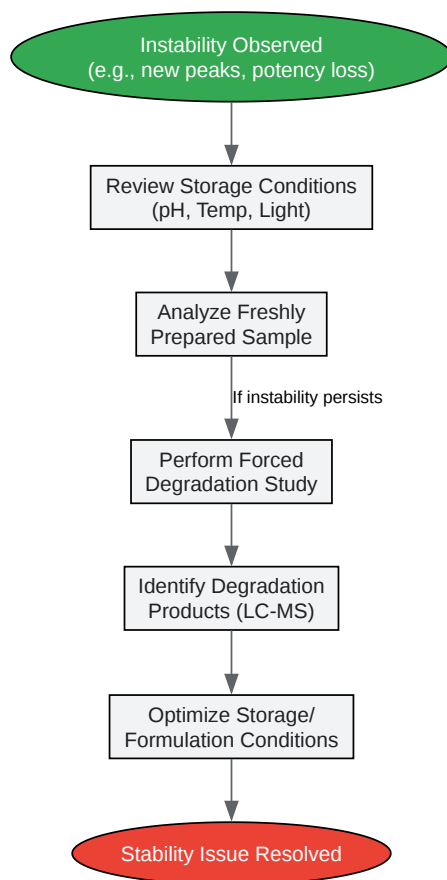 Instability Observed
(e.g., new peaks, potency loss)
Review Storage Conditions
(pH, Temp, Light)
Analyze Freshly
Prepared Sample
If instability persists
Perform Forced
Degradation Study
Identify Degradation
Products (LC-MS)
Optimize Storage/
Formulation Conditions
Stability Issue Resolved